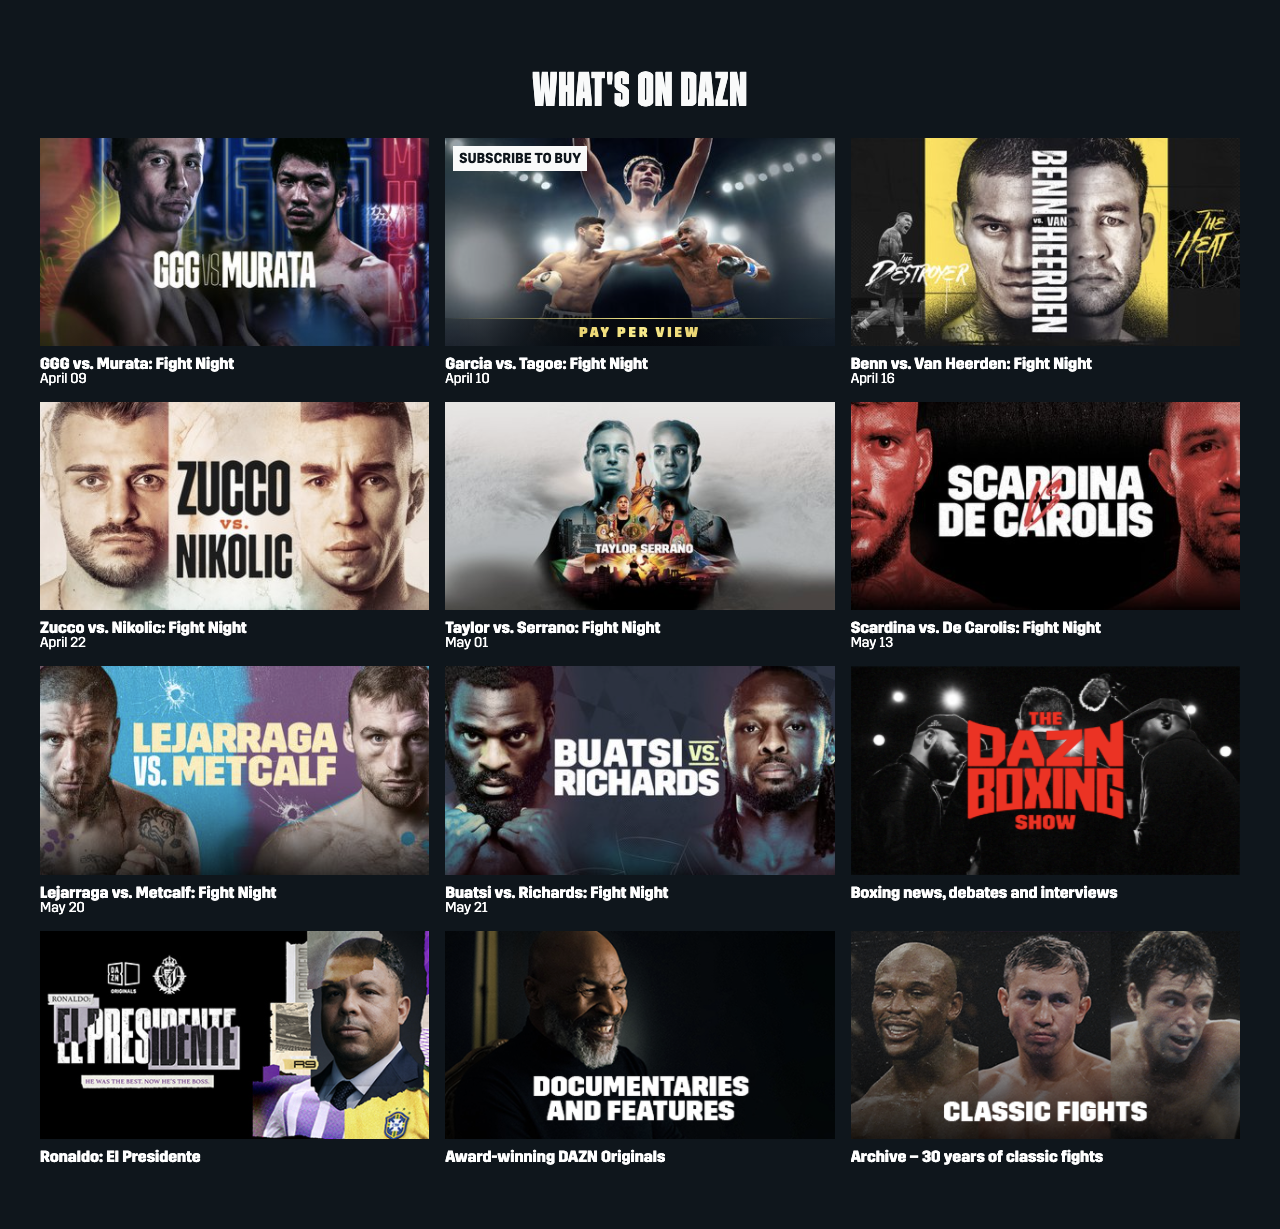 WHAT'S ON DAZN
GGG VS. MURATA
MURATA
GGG vs. Murata: Fight Night
April 09
SUBSCRIBE TO BUY
PAY PER VIEW
Garcia vs. Tagoe: Fight Night
April 10
THE DESTROYER
BENN VS. VAN HEERDEN
THE HEAT
Benn vs. Van Heerden: Fight Night
April 16
ZUCCO
VS.
NIKOLIC
Zucco vs. Nikolic: Fight Night
April 22
TAYLOR SERRANO
Taylor vs. Serrano: Fight Night
May 01
SCARDINA
VS
DE CAROLIS
Scardina vs. De Carolis: Fight Night
May 13
LEJARRAGA
VS. METCALF
Lejarraga vs. Metcalf: Fight Night
May 20
BUATSI VS.
RICHARDS
Buatsi vs. Richards: Fight Night
May 21
THE
DAZN
BOXING
SHOW
Boxing news, debates and interviews
DAZN
ORIGINALS
RONALDO:
EL PRESIDENTE
HE WAS THE BEST. NOW HE'S THE BOSS.
R9
Ronaldo: El Presidente
DOCUMENTARIES
AND FEATURES
Award-winning DAZN Originals
CLASSIC FIGHTS
Archive – 30 years of classic fights